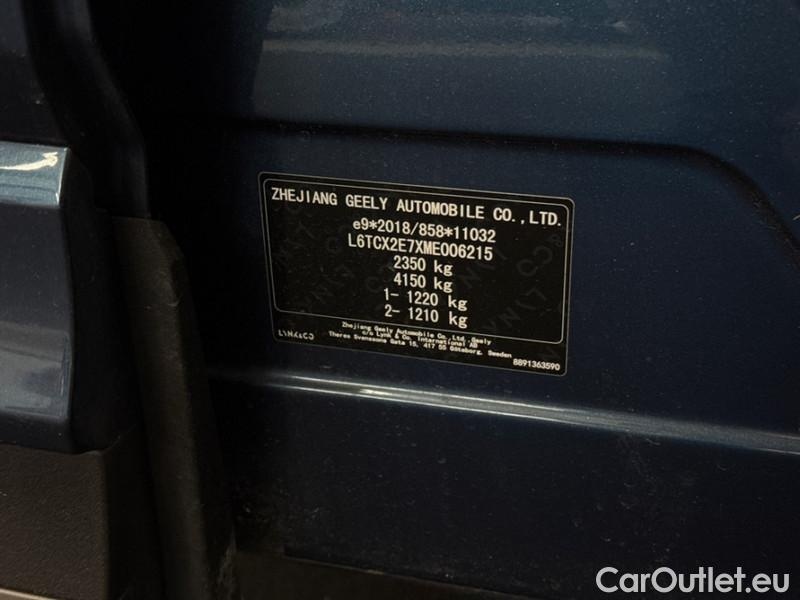 ZHEJIANG GEELY AUTOMOBILE CO.,LTD.
e9*2018/858*11032
L6TCX2E7XME006215
2350 kg
4150 kg
1- 1220 kg
2- 1210 kg
Zhejiang Geely Automobile Co.,Ltd.,Geely
c/o Lynk & Co. International AB
Theres Svenssons Gata 15, 417 55 Göteborg, Sweden
LYNK&CO
8891363590
CarOutlet.eu